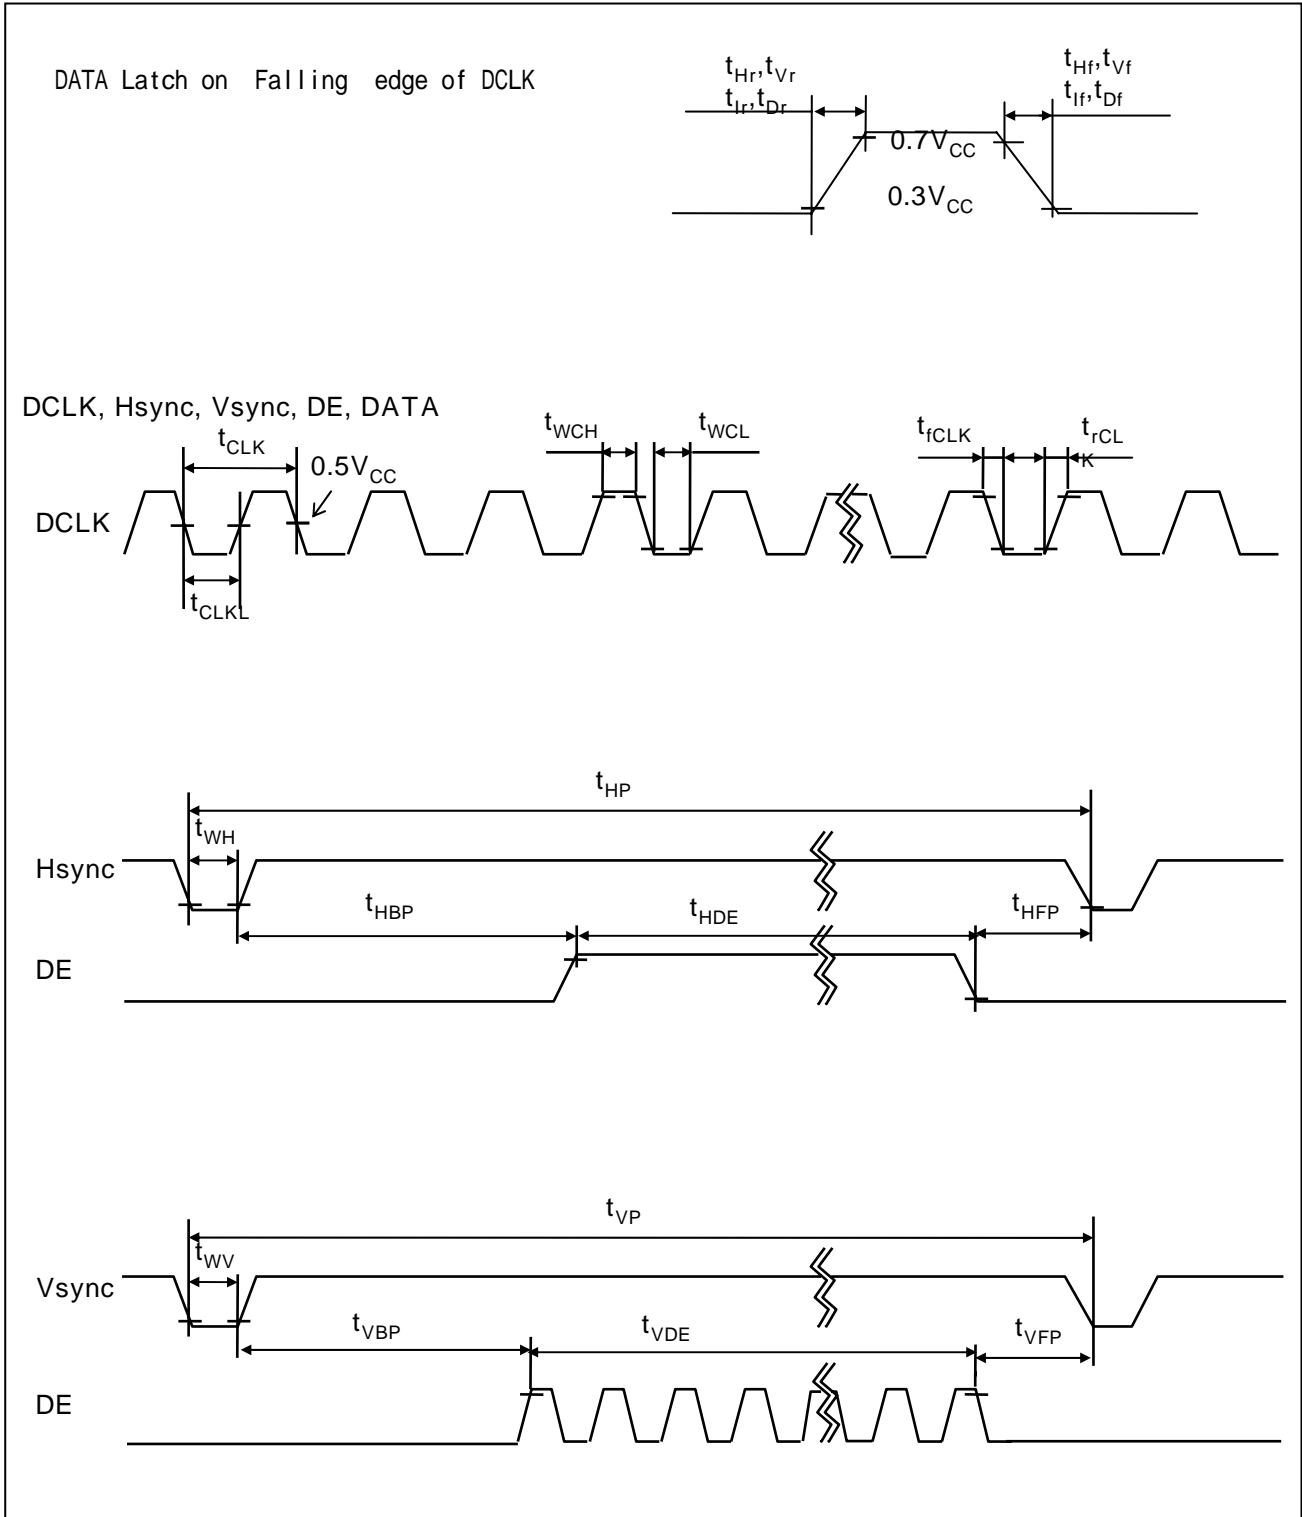 DATA Latch on Falling edge of DCLK
tHr,tVr
tIr,tDr
tHf,tVf
tIf,tDf
0.7VCC
0.3VCC
DCLK, Hsync, Vsync, DE, DATA
tCLK
0.5VCC
tWCH
tWCL
tfCLK
trCL
K
DCLK
tCLKL
tHP
tWH
Hsync
tHBP
tHDE
tHFP
DE
tVP
tWV
Vsync
tVBP
tVDE
tVFP
DE